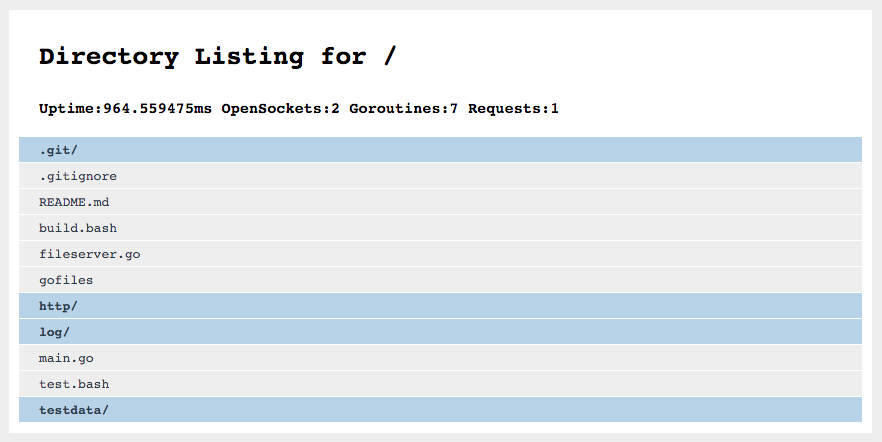 Directory Listing for /
Uptime:964.559475ms OpenSockets:2 Goroutines:7 Requests:1
.git/
.gitignore
README.md
build.bash
fileserver.go
gofiles
http/
log/
main.go
test.bash
testdata/